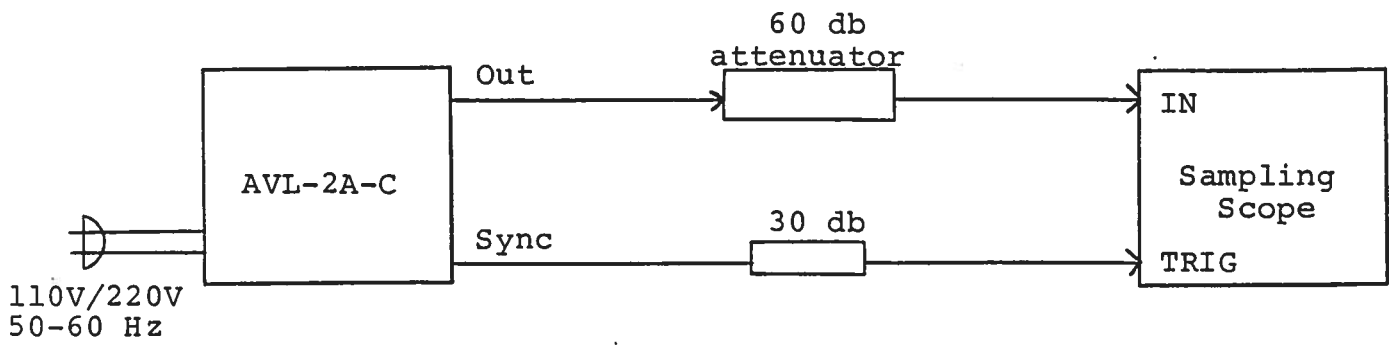 60 db
attenuator
Out
IN
AVL-2A-C
Sampling
Scope
30 db
Sync
TRIG
110V/220V
50-60 Hz